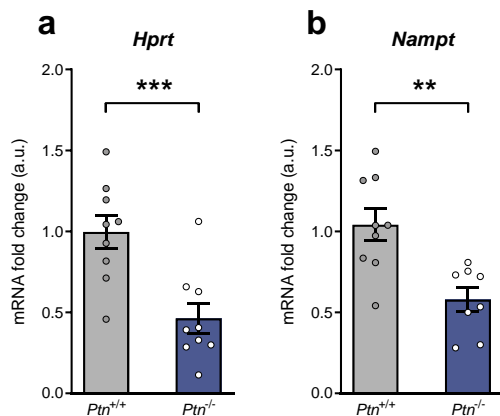 a
Hprt
mRNA fold change (a.u.)
2.0
1.5
1.0
0.5
0.0
***
Ptn+/+
Ptn-/-
b
Nampt
mRNA fold change (a.u.)
2.0
1.5
1.0
0.5
0.0
**
Ptn+/+
Ptn-/-